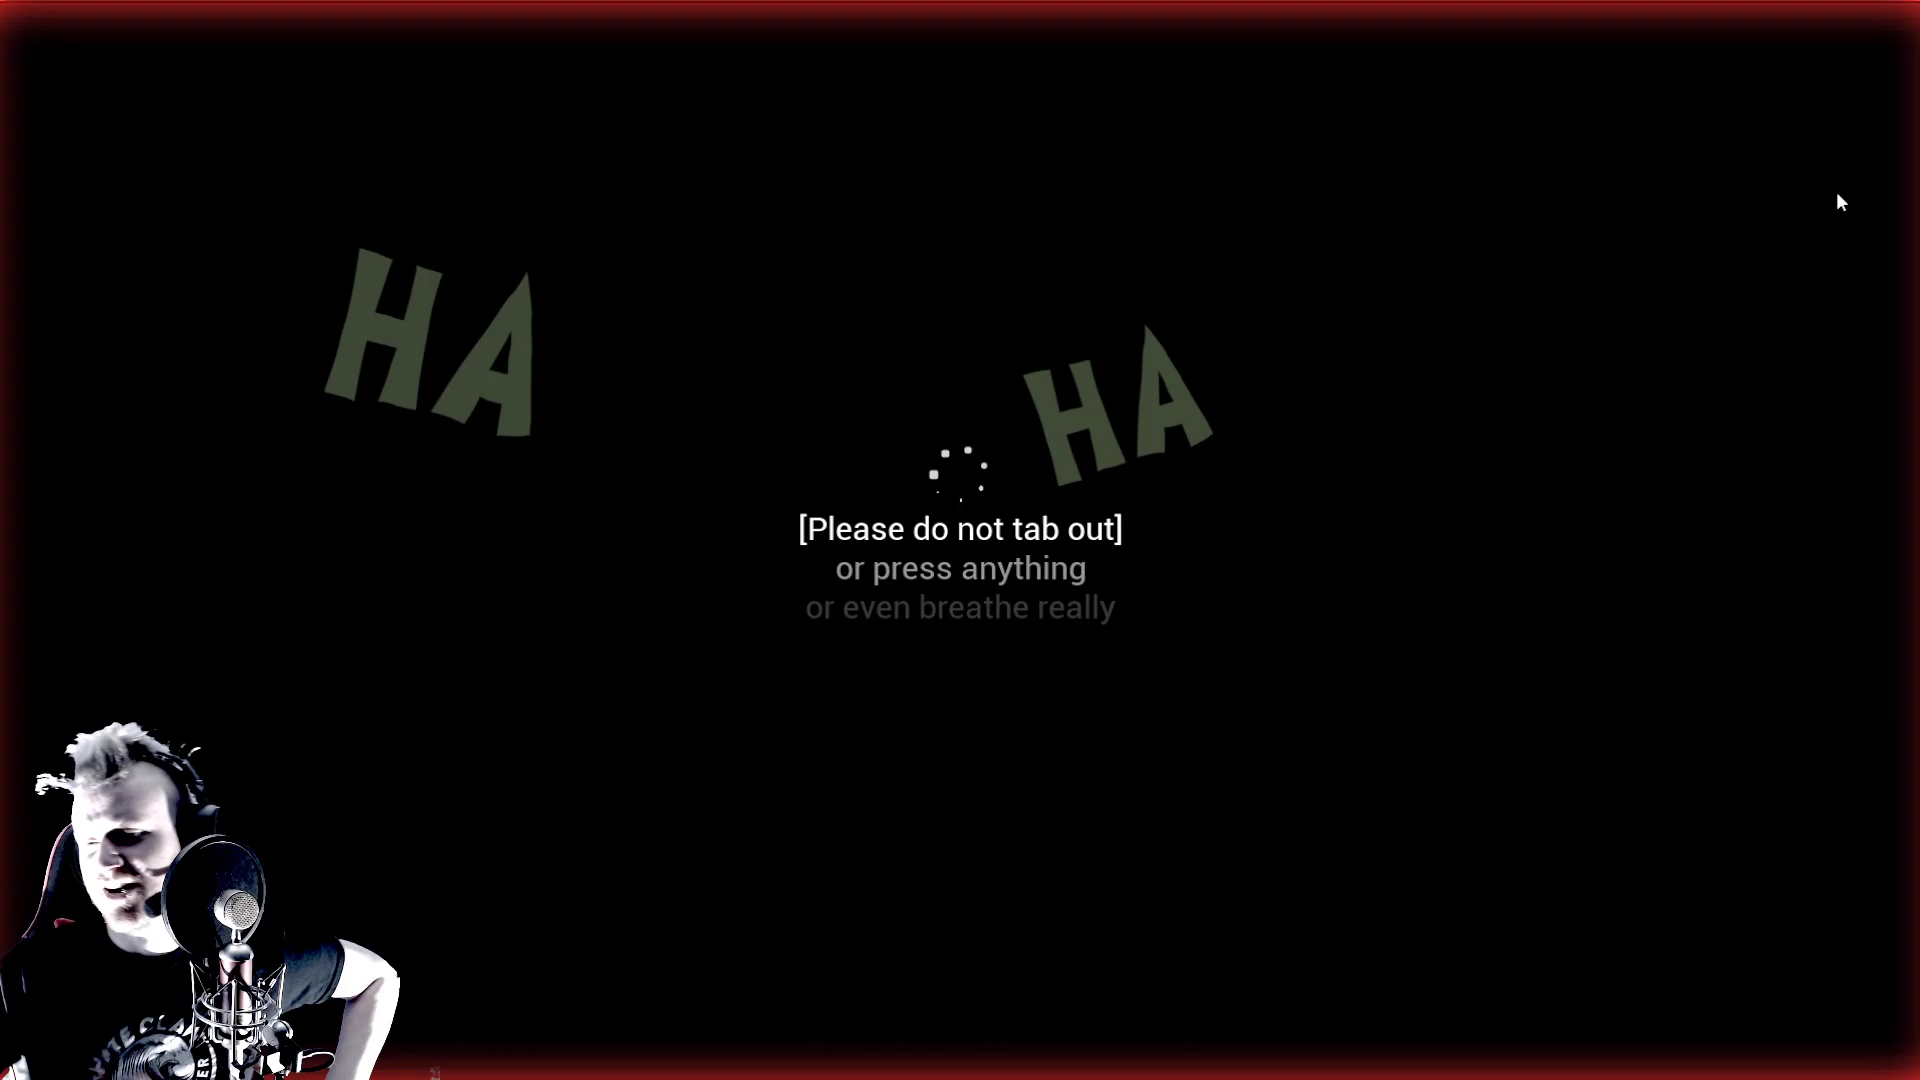 HA
HA
[Please do not tab out]
or press anything
or even breathe really